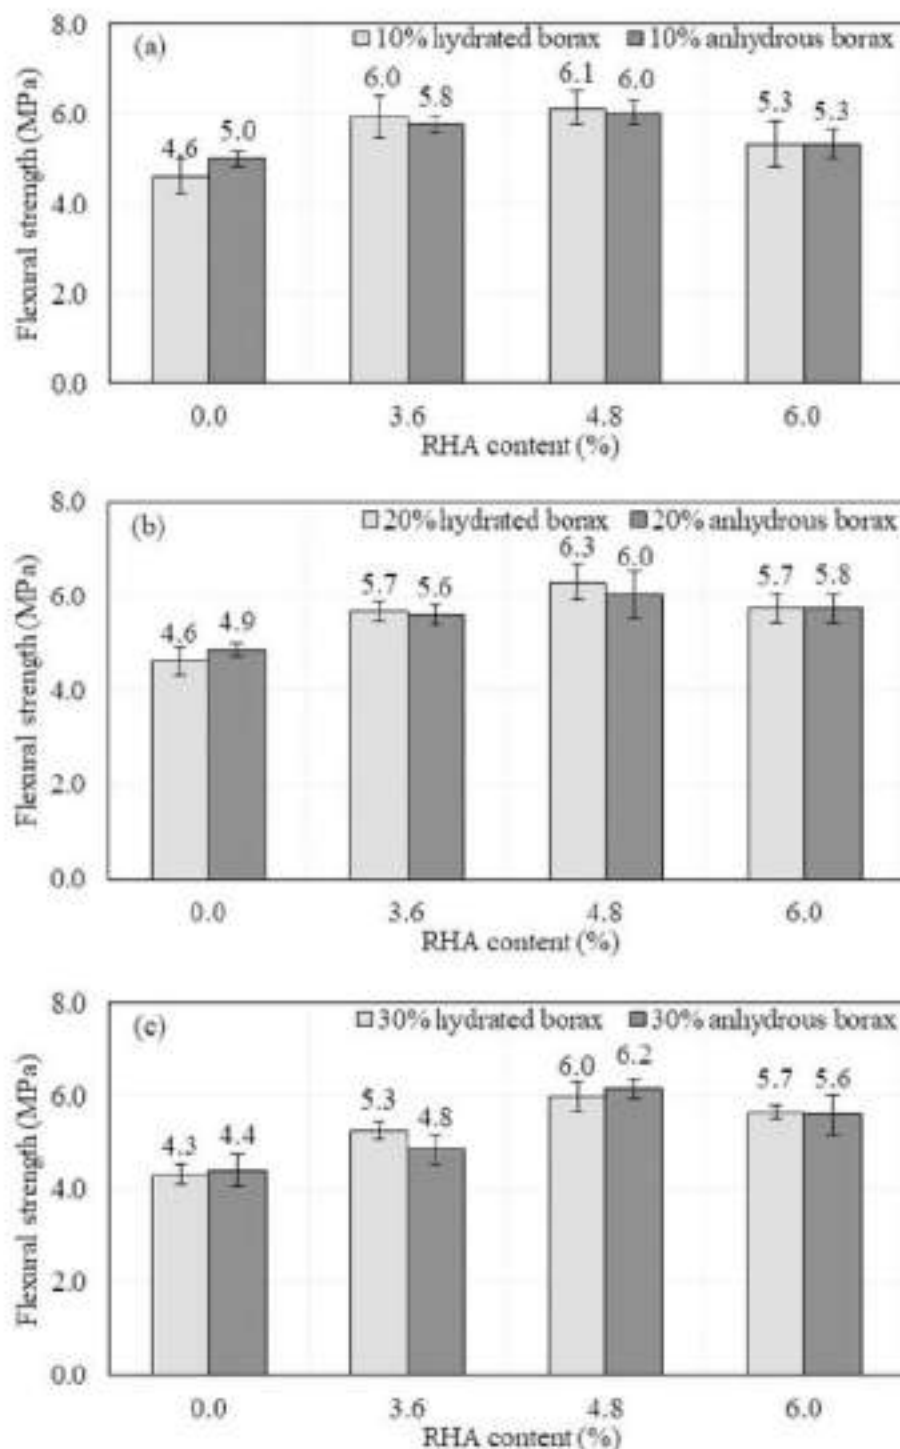 (a)
10% hydrated borax 10% anhydrous borax
8.0
6.0
4.0
2.0
0.0
Flexural strength (MPa)
4.6 5.0 6.0 5.8 6.1 6.0 5.3 5.3
0.0 3.6 4.8 6.0
RHA content (%)
(b)
20% hydrated borax 20% anhydrous borax
8.0
6.0
4.0
2.0
0.0
Flexural strength (MPa)
4.6 4.9 5.7 5.6 6.3 6.0 5.7 5.8
0.0 3.6 4.8 6.0
RHA content (%)
(c)
30% hydrated borax 30% anhydrous borax
8.0
6.0
4.0
2.0
0.0
Flexural strength (MPa)
4.3 4.4 5.3 4.8 6.0 6.2 5.7 5.6
0.0 3.6 4.8 6.0
RHA content (%)